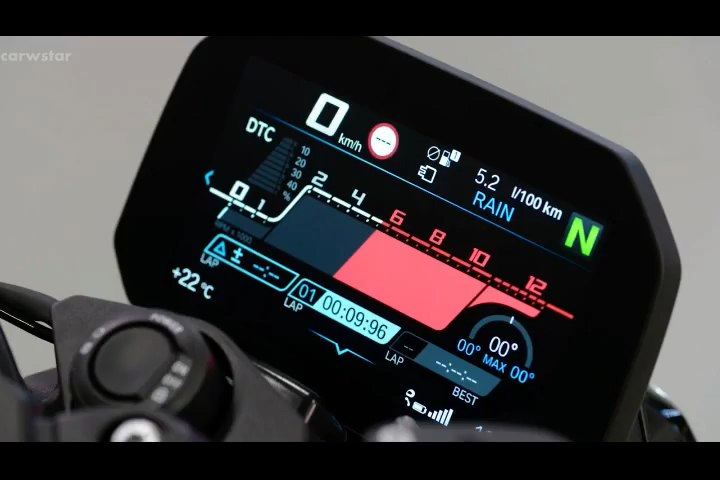 carwstar
0 km/h --- 1
DTC 10 20 30 40 %
5.2 l/100 km
RAIN
N
0 1 2 4 6 8 10 12
RPM x 1000
LAP ± --:--
+22°C
LAP 01 00:09:96
LAP -- --:--
BEST
00°
00° MAX 00°